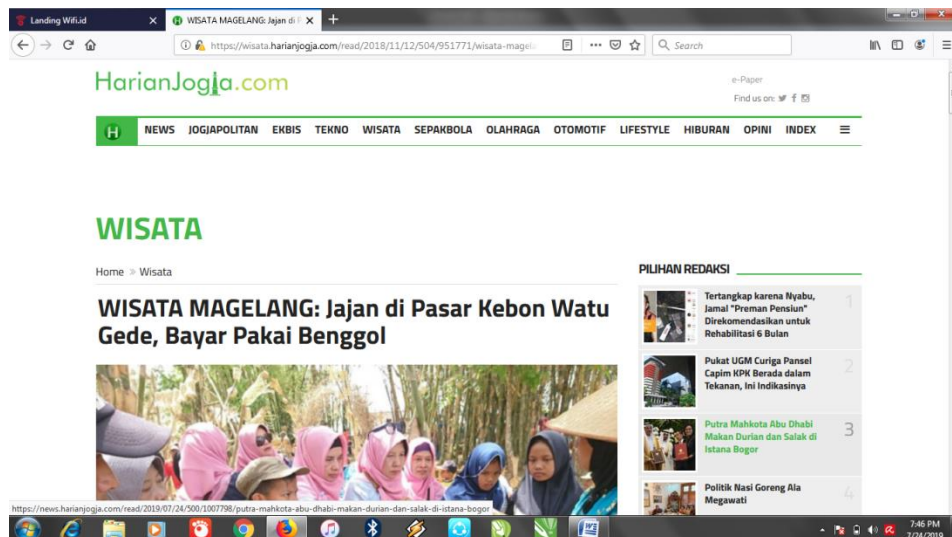 Landing Wifi.id
WISATA MAGELANG: Jajan di P
https://wisata.harianjogja.com/read/2018/11/12/504/951771/wisata-magela
Search
HarianJogja.com
e-Paper
Find us on:
H NEWS JOGJAPOLITAN EKBIS TEKNO WISATA SEPAKBOLA OLAHRAGA OTOMOTIF LIFESTYLE HIBURAN OPINI INDEX
WISATA
Home » Wisata
WISATA MAGELANG: Jajan di Pasar Kebon Watu
Gede, Bayar Pakai Benggol
PILIHAN REDAKSI
Tertangkap karena Nyabu,
Jamal "Preman Pensiun"
Direkomendasikan untuk
Rehabilitasi 6 Bulan
1
Pukat UGM Curiga Pansel
Capim KPK Berada dalam
Tekanan, Ini Indikasinya
2
Putra Mahkota Abu Dhabi
Makan Durian dan Salak di
Istana Bogor
3
Politik Nasi Goreng Ala
Megawati
4
https://news.harianjogja.com/read/2019/07/24/500/1007798/putra-mahkota-abu-dhabi-makan-durian-dan-salak-di-istana-bogor
7:46 PM
7/24/2019